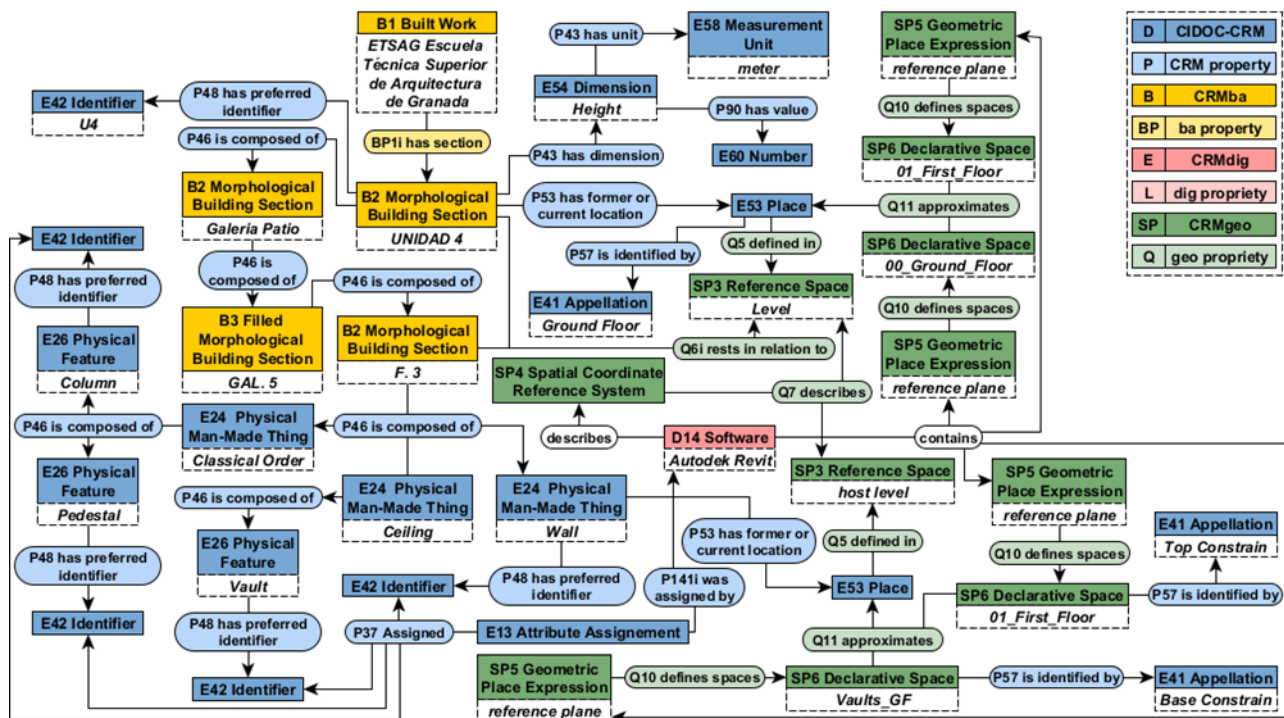 B1 Built Work
ETSAG Escuela
Técnica Superior
de Arquitectura
de Granada
P43 has unit
E58 Measurement
Unit
meter
SP5 Geometric
Place Expression
reference plane
D CIDOC-CRM
P CRM property
B CRMba
BP ba property
E CRMdig
L dig propriety
SP CRMgeo
Q geo propriety
E42 Identifier
U4
P48 has preferred
identifier
E54 Dimension
Height
P90 has value
Q10 defines spaces
P46 is composed of
BP1i has section
P43 has dimension
E60 Number
SP6 Declarative Space
01_First_Floor
B2 Morphological
Building Section
Galeria Patio
B2 Morphological
Building Section
UNIDAD 4
P53 has former or
current location
E53 Place
Q11 approximates
E42 Identifier
Q5 defined in
SP6 Declarative Space
00_Ground_Floor
P57 is identified by
P48 has preferred
identifier
P46 is
composed of
P46 is composed of
E41 Appellation
Ground Floor
SP3 Reference Space
Level
Q10 defines spaces
B3 Filled
Morphological
Building Section
GAL. 5
B2 Morphological
Building Section
F. 3
Q6i rests in relation to
SP5 Geometric
Place Expression
reference plane
E26 Physical
Feature
Column
SP4 Spatial Coordinate
Reference System
Q7 describes
P46 is composed of
E24 Physical
Man-Made Thing
Classical Order
P46 is composed of
describes
D14 Software
Autodek Revit
contains
E26 Physical
Feature
Pedestal
P46 is composed of
E24 Physical
Man-Made Thing
Ceiling
E24 Physical
Man-Made Thing
Wall
SP3 Reference Space
host level
SP5 Geometric
Place Expression
reference plane
E41 Appellation
Top Constrain
P53 has former or
current location
Q5 defined in
Q10 defines spaces
P48 has preferred
identifier
E26 Physical
Feature
Vault
E42 Identifier
P48 has preferred
identifier
P141i was
assigned by
E53 Place
SP6 Declarative Space
01_First_Floor
P57 is identified by
E42 Identifier
P48 has preferred
identifier
P37 Assigned
E13 Attribute Assignement
Q11 approximates
E42 Identifier
SP5 Geometric
Place Expression
reference plane
Q10 defines spaces
SP6 Declarative Space
Vaults_GF
P57 is identified by
E41 Appellation
Base Constrain